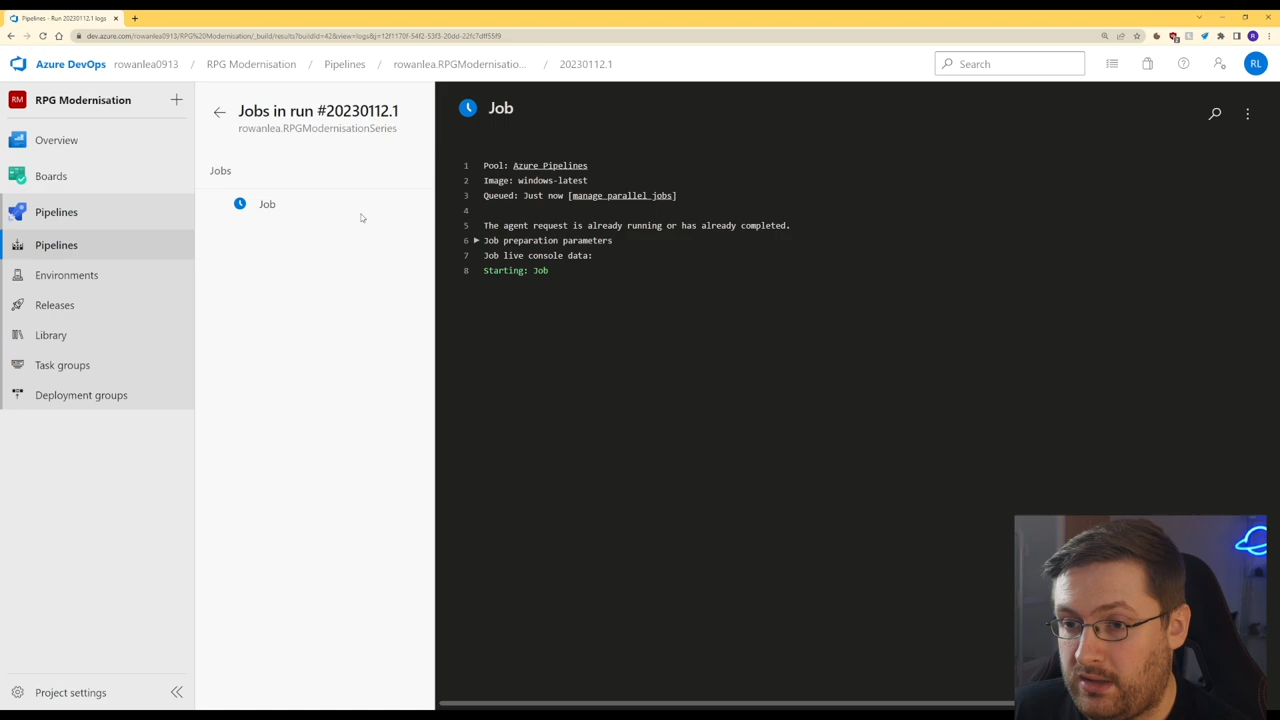 Pipelines - Run 20230112.1 logs
dev.azure.com/rowanlea0913/RPG%20Modernisation/_build/results?buildId=42&view=logs&j=12f1170f-54f2-53f3-20dd-22fc7dff55f9
R
Azure DevOps
rowanlea0913 / RPG Modernisation / Pipelines / rowanlea.RPGModernisatio... / 20230112.1
Search
RL
RM
RPG Modernisation
Overview
Boards
Pipelines
Pipelines
Environments
Releases
Library
Task groups
Deployment groups
Project settings
Jobs in run #20230112.1
rowanlea.RPGModernisationSeries
Jobs
Job
Job
1 Pool: Azure Pipelines
2 Image: windows-latest
3 Queued: Just now [manage parallel jobs]
4
5 The agent request is already running or has already completed.
6 Job preparation parameters
7 Job live console data:
8 Starting: Job